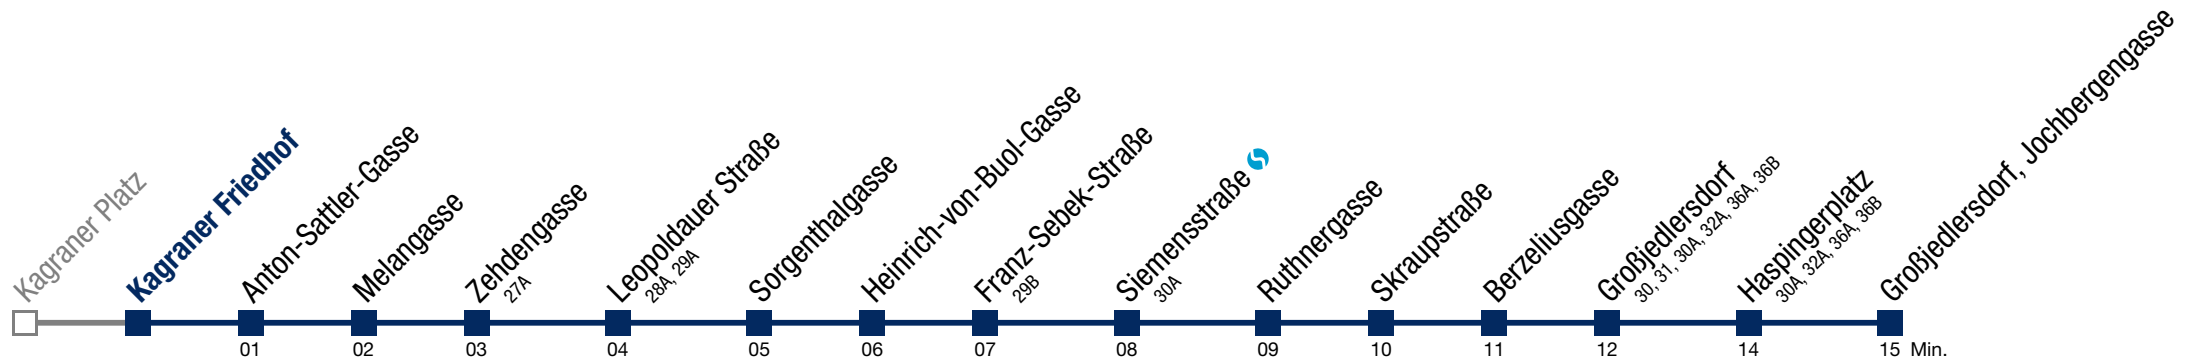 Kagraner Platz
Kagraner Friedhof
Anton-Sattler-Gasse
Melangasse
Zehdengasse
27A
Leopoldauer Straße
28A, 29A
Sorgenthalgasse
Heinrich-von-Buol-Gasse
Franz-Sebek-Straße
29B
Siemensstraße
30A
Ruthnergasse
Skraupstraße
Berzeliusgasse
Großjedlersdorf
30, 31, 30A, 32A, 36A, 36B
Haspingerplatz
30A, 32A, 36A, 36B
Großjedlersdorf, Jochbergengasse
01 02 03 04 05 06 07 08 09 10 11 12 14 15 Min.